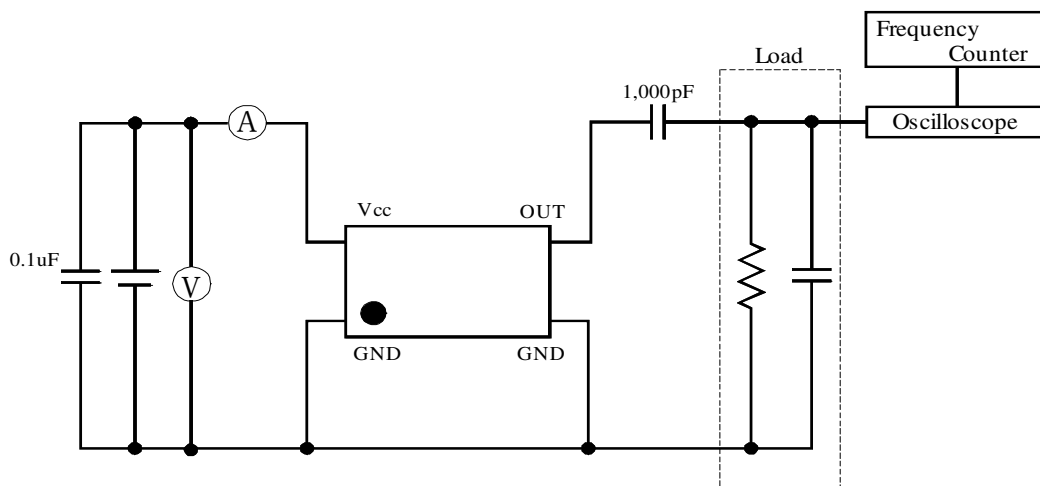 Frequency
Counter
Load
1,000pF
A
Oscilloscope
Vcc
OUT
0.1uF
V
GND
GND